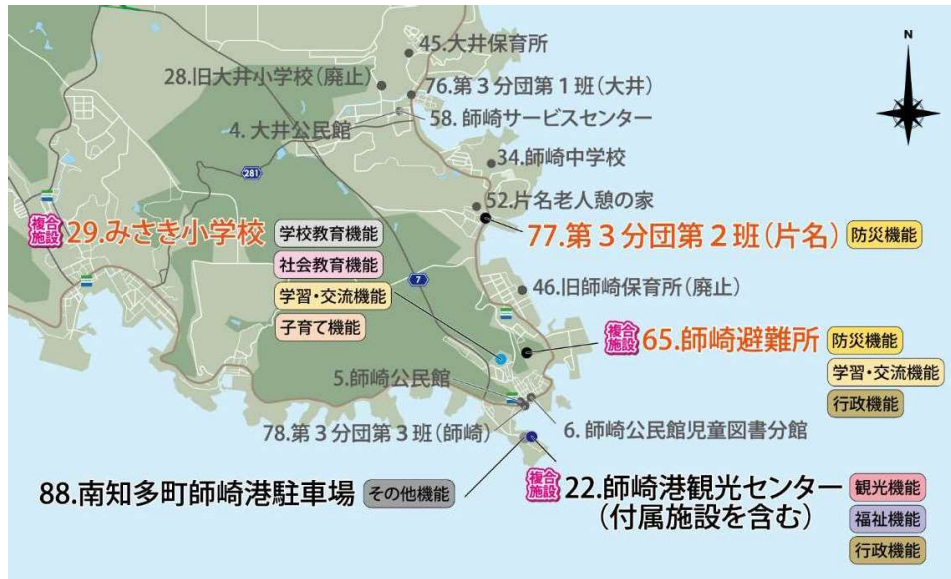 N
45.大井保育所
28.旧大井小学校(廃止)
76.第3分団第1班(大井)
58.師崎サービスセンター
4.大井公民館
34.師崎中学校
281
52.片名老人憩の家
複合施設 29.みさき小学校 学校教育機能
社会教育機能
学習・交流機能
子育て機能
77.第3分団第2班(片名) 防災機能
7
46.旧師崎保育所(廃止)
複合施設 65.師崎避難所 防災機能
学習・交流機能
行政機能
5.師崎公民館
78.第3分団第3班(師崎)
6.師崎公民館児童図書分館
88.南知多町師崎港駐車場 その他機能
複合施設 22.師崎港観光センター 観光機能
(付属施設を含む) 福祉機能
行政機能